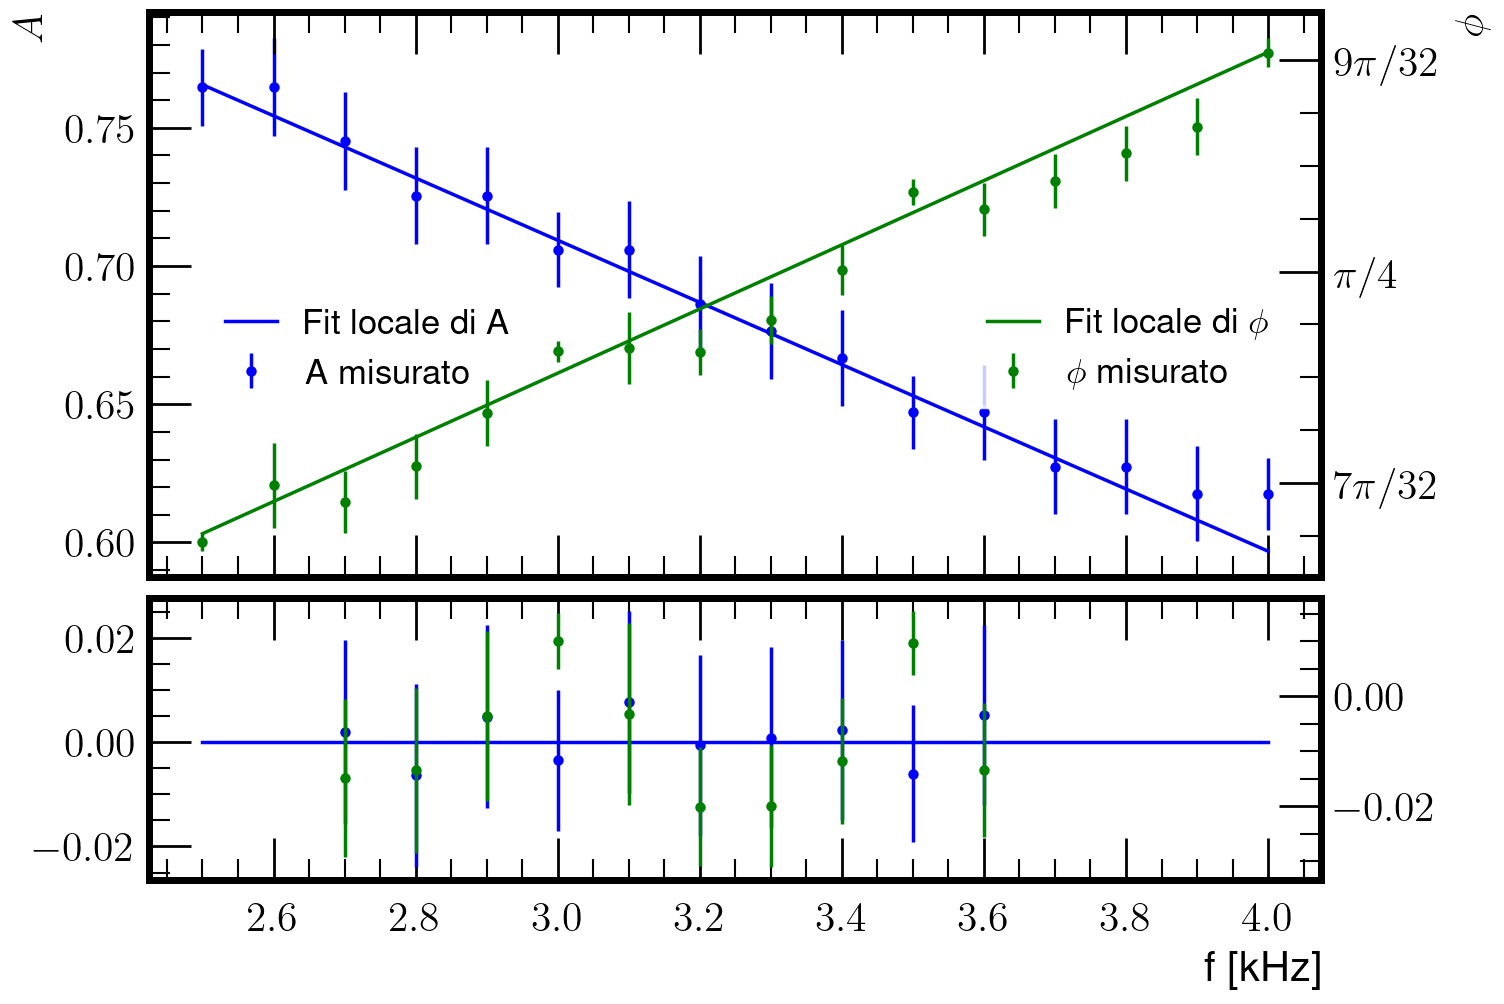 A
ϕ
0.75
0.70
0.65
0.60
9π/32
π/4
7π/32
Fit locale di A
A misurato
Fit locale di ϕ
ϕ misurato
0.02
0.00
−0.02
0.00
−0.02
2.6 2.8 3.0 3.2 3.4 3.6 3.8 4.0
f [kHz]